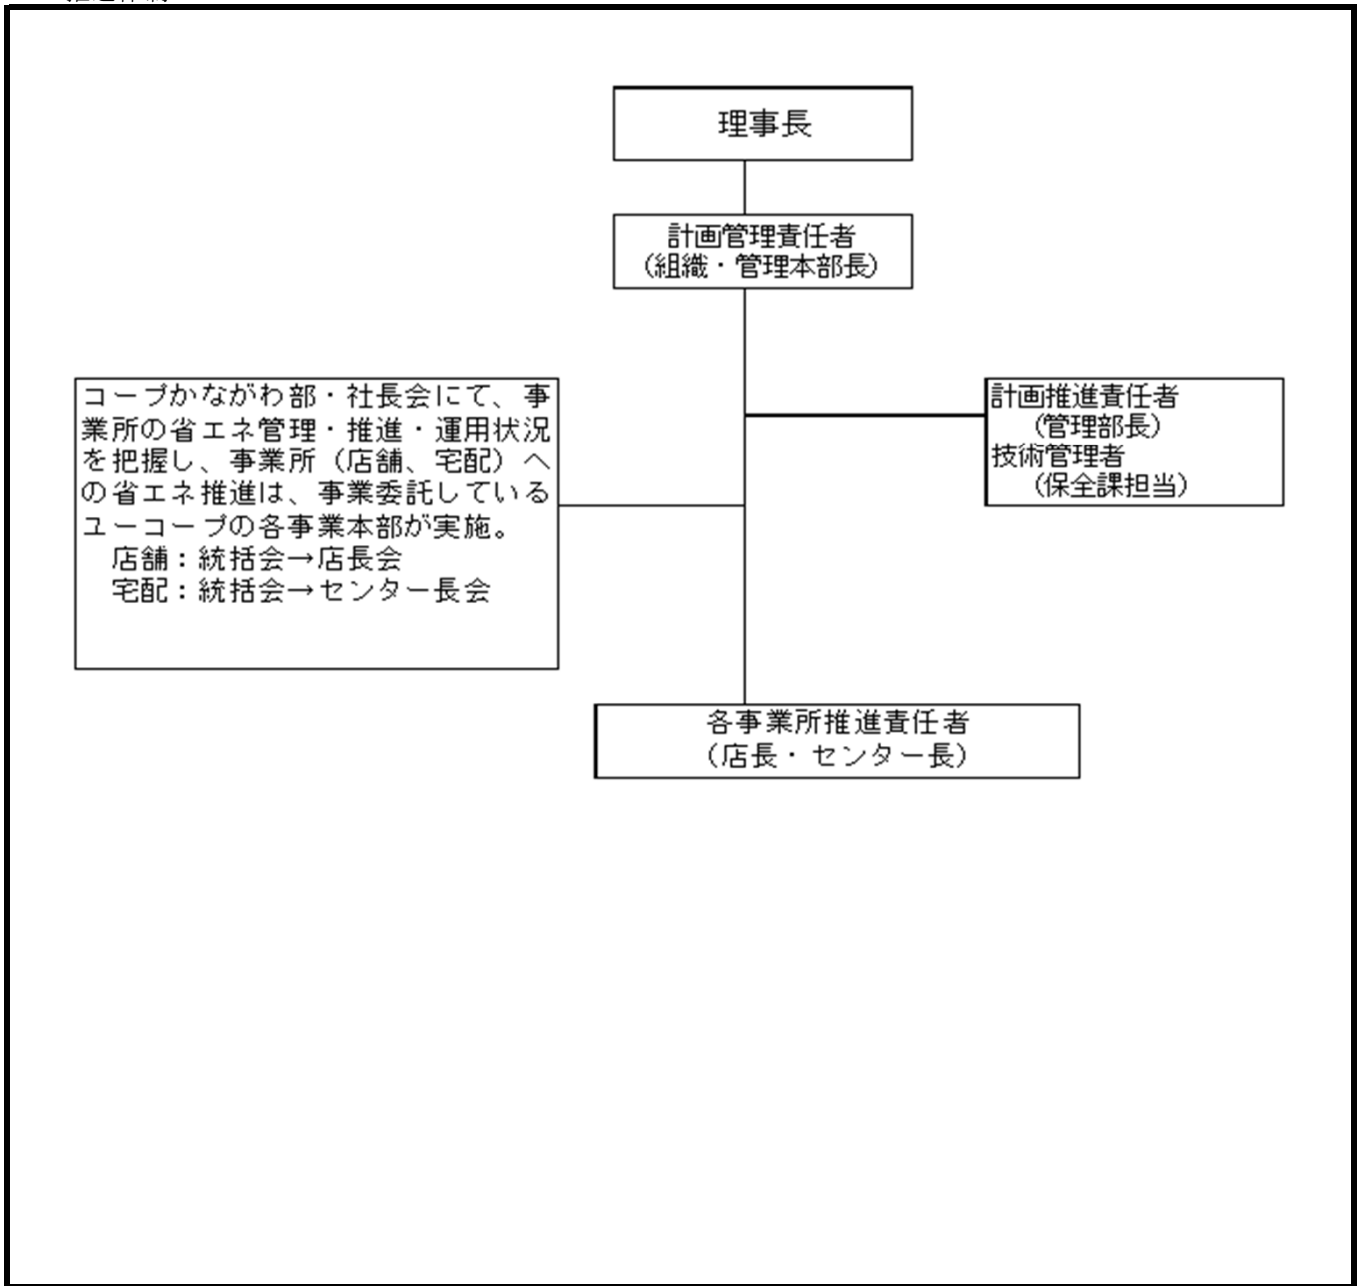 理事長
計画管理責任者
(組織・管理本部長)
コープかながわ部・社長会にて、事
業所の省エネ管理・推進・運用状況
を把握し、事業所（店舗、宅配）へ
の省エネ推進は、事業委託している
ユーコープの各事業本部が実施。
店舗：統括会→店長会
宅配：統括会→センター長会
計画推進責任者
(管理部長)
技術管理者
(保全課担当)
各事業所推進責任者
(店長・センター長)